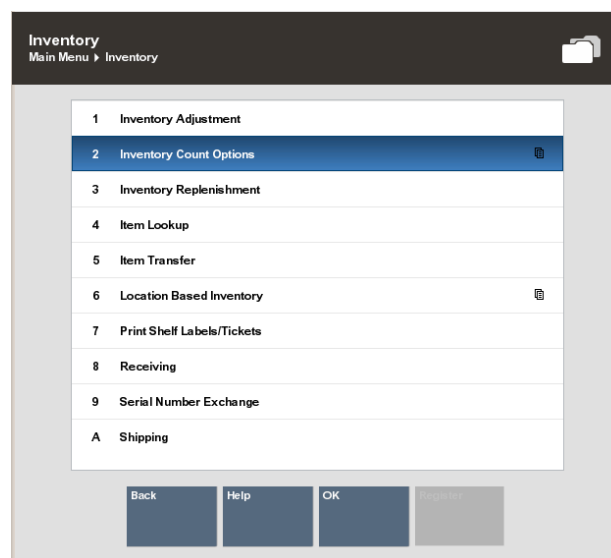 Inventory
Main Menu Inventory
1 Inventory Adjustment
2 Inventory Count Options
3 Inventory Replenishment
4 Item Lookup
5 Item Transfer
6 Location Based Inventory
7 Print Shelf Labels/Tickets
8 Receiving
9 Serial Number Exchange
A Shipping
Back Help OK Register